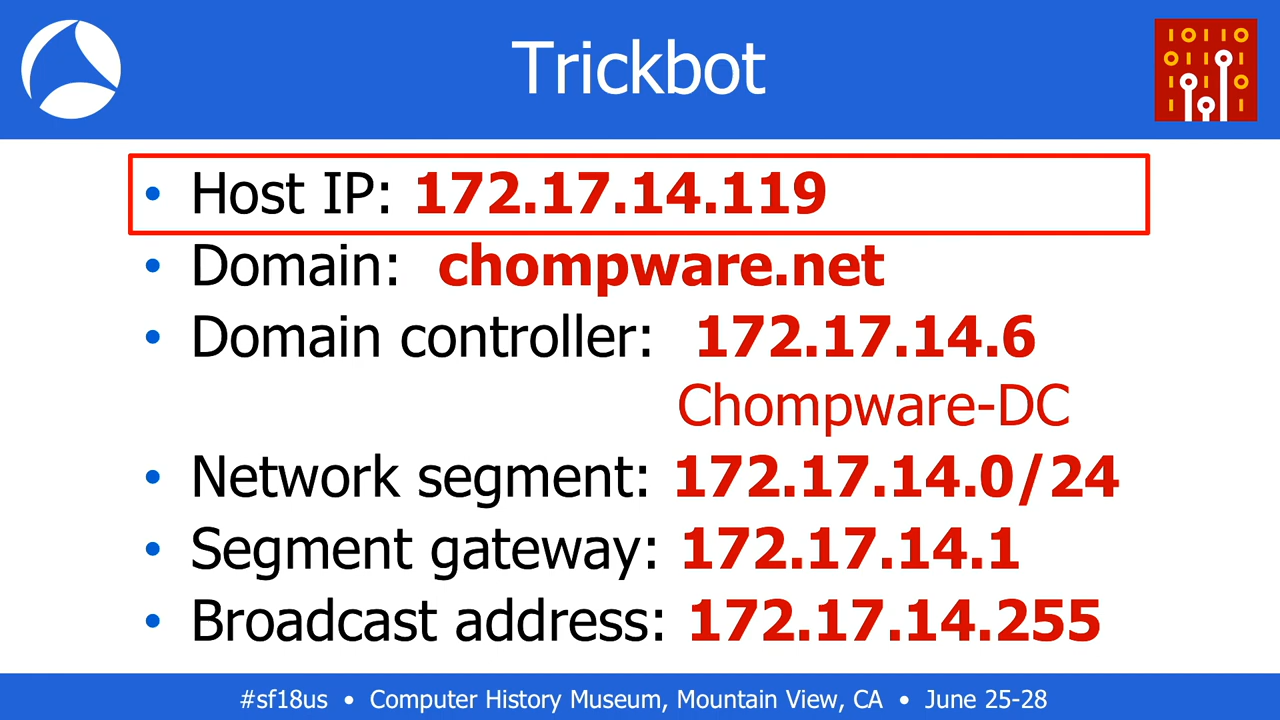 Trickbot
• Host IP: 172.17.14.119
• Domain: chompware.net
• Domain controller: 172.17.14.6
Chompware-DC
• Network segment: 172.17.14.0/24
• Segment gateway: 172.17.14.1
• Broadcast address: 172.17.14.255
#sf18us • Computer History Museum, Mountain View, CA • June 25-28